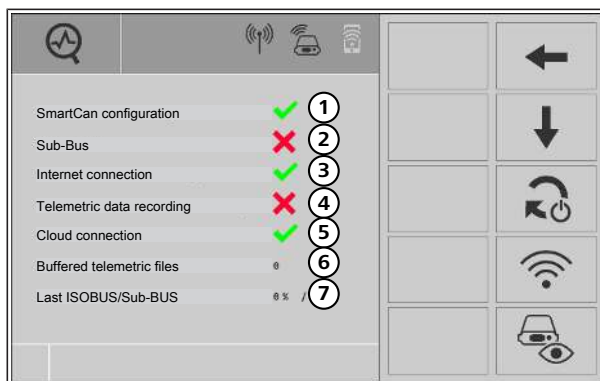 SmartCan configuration 1
Sub-Bus 2
Internet connection 3
Telemetric data recording 4
Cloud connection 5
Buffered telemetric files 0 6
Last ISOBUS/Sub-BUS 0 % / 7